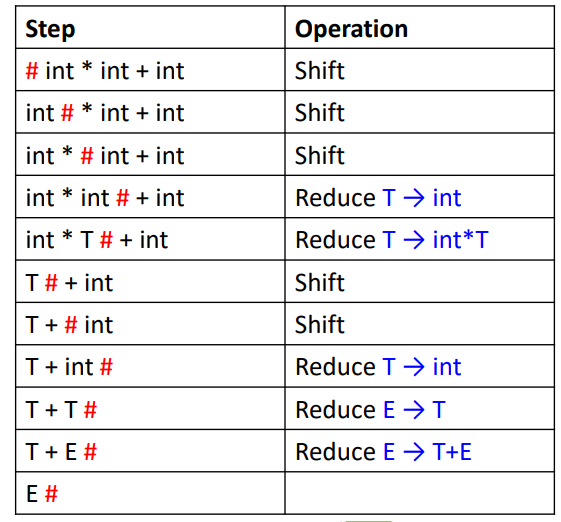 Step Operation
# int * int + int Shift
int # * int + int Shift
int * # int + int Shift
int * int # + int Reduce T → int
int * T # + int Reduce T → int*T
T # + int Shift
T + # int Shift
T + int # Reduce T → int
T + T # Reduce E → T
T + E # Reduce E → T+E
E #